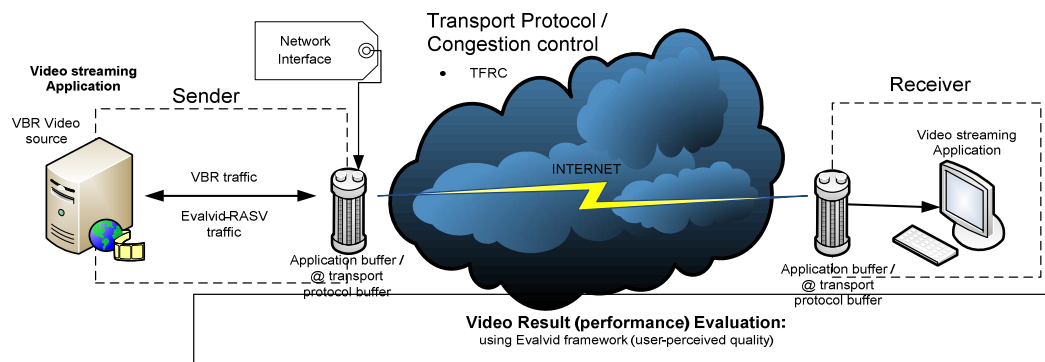 Transport Protocol /
Congestion control
• TFRC
Network
Interface
Video streaming
Application
Sender
VBR Video
source
VBR traffic
Evalvid-RASV
traffic
Application buffer /
@ transport
protocol buffer
INTERNET
Receiver
Video streaming
Application
Application buffer /
@ transport
protocol buffer
Video Result (performance) Evaluation:
using Evalvid framework (user-perceived quality)